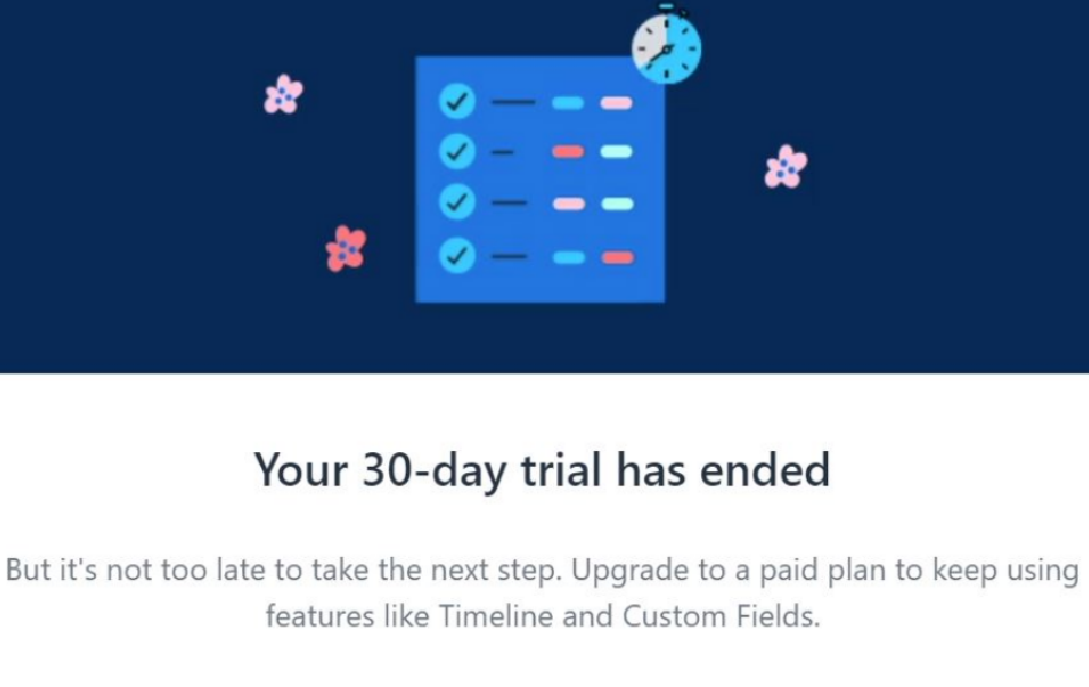 Your 30-day trial has ended
But it's not too late to take the next step. Upgrade to a paid plan to keep using
features like Timeline and Custom Fields.